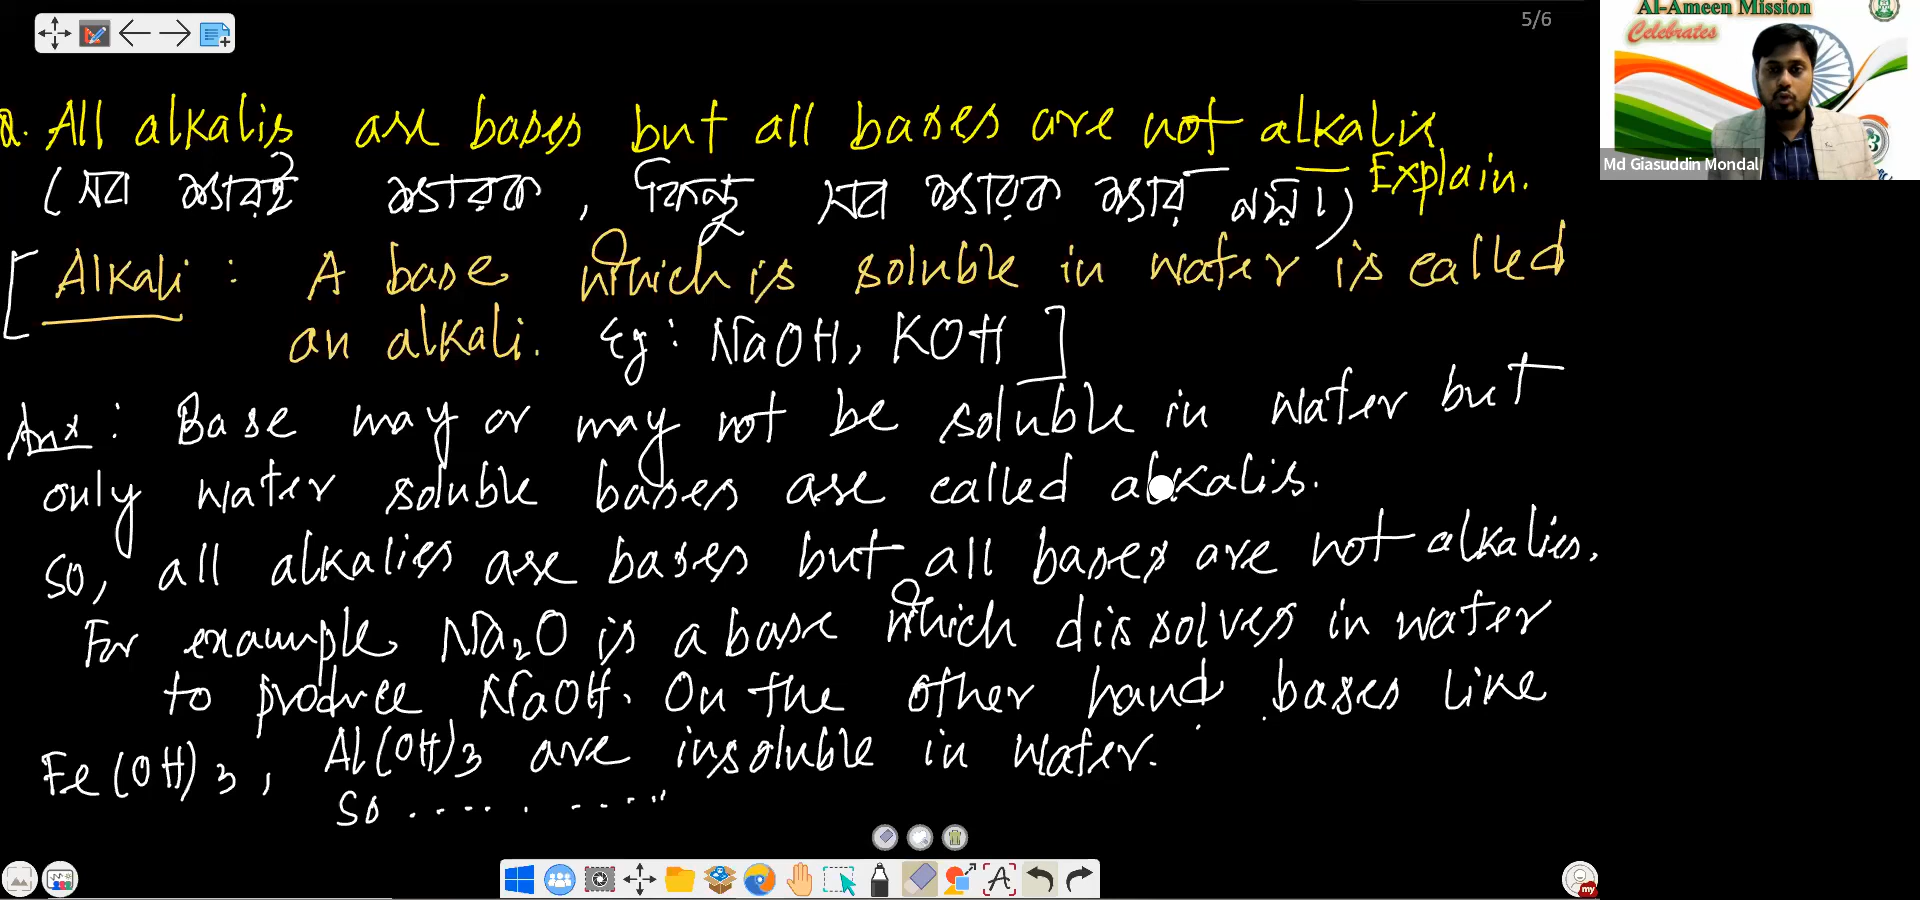 5/6
Al-Ameen Mission
Celebrates
Md Giasuddin Mondal
Q. All alkalis are bases but all bases are not alkalis
Explain.
(সব ক্ষারই ক্ষারক, কিন্তু সব ক্ষারক ক্ষার নয়।)
[Alkali : A base which is soluble in water is called
an alkali. Eg : NaOH, KOH ]
Ans : Base may or may not be soluble in water but
only water soluble bases are called alkalis.
So, all alkalies are bases but all bases are not alkalies.
For example Na₂O is a base which dissolves in water
to produce NaOH. On the other hand bases like
Fe(OH)3, Al(OH)3 are insoluble in water.
So .... . ....
my